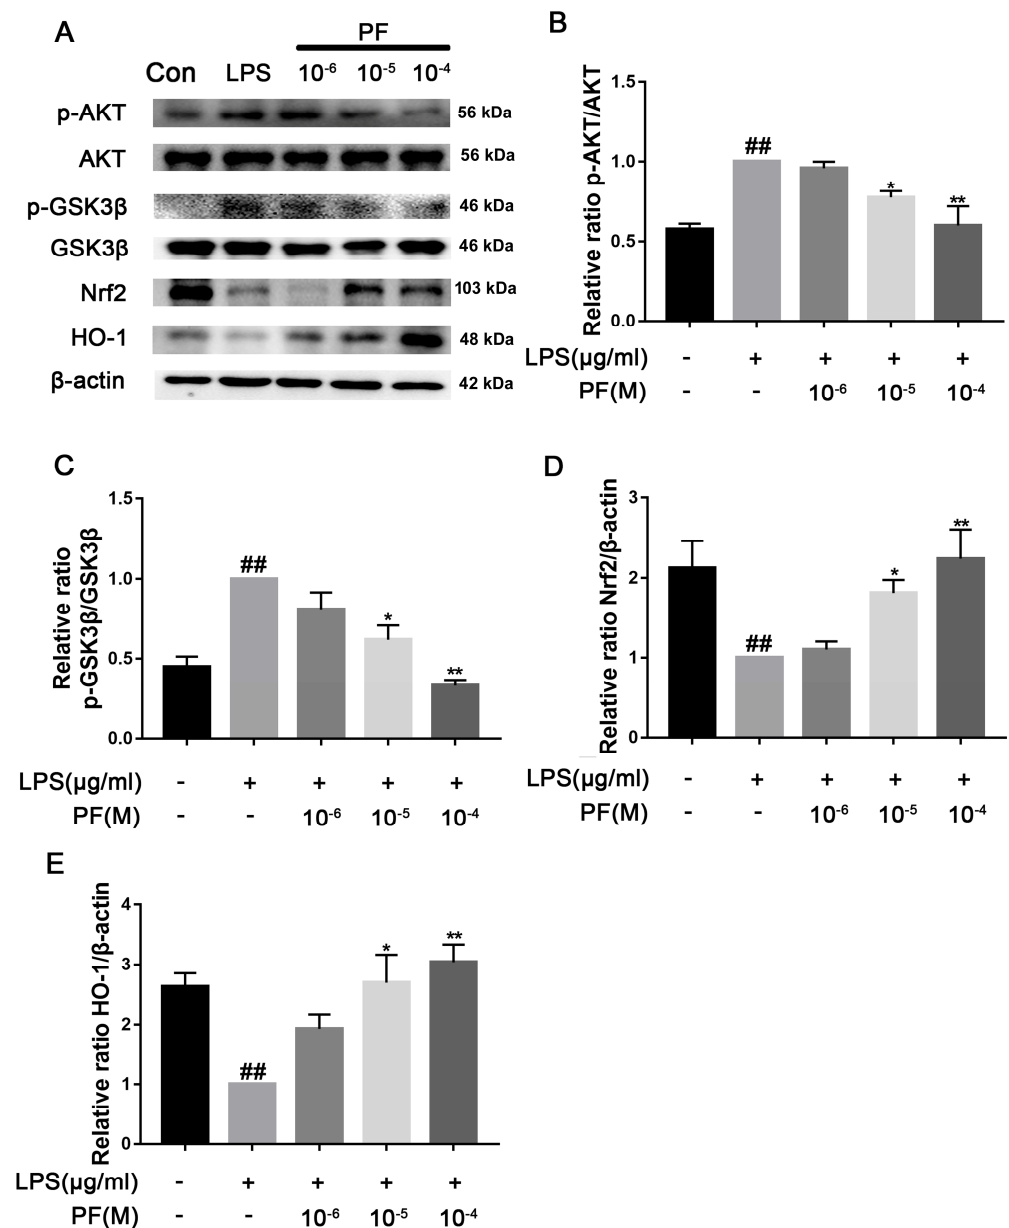 A
PF
Con LPS 10-6 10-5 10-4
p-AKT 56 kDa
AKT 56 kDa
p-GSK3β 46 kDa
GSK3β 46 kDa
Nrf2 103 kDa
HO-1 48 kDa
β-actin 42 kDa
B
Relative ratio p-AKT/AKT
1.5
1.0
0.5
0.0
##
*
**
LPS(μg/ml) - + + + +
PF(M) - - 10-6 10-5 10-4
C
Relative ratio
p-GSK3β/GSK3β
1.5
1.0
0.5
0.0
##
*
**
LPS(μg/ml) - + + + +
PF(M) - - 10-6 10-5 10-4
D
Relative ratio Nrf2/β-actin
3
2
1
0
##
*
**
LPS(μg/ml) - + + + +
PF(M) - - 10-6 10-5 10-4
E
Relative ratio HO-1/β-actin
4
3
2
1
0
##
*
**
LPS(μg/ml) - + + + +
PF(M) - - 10-6 10-5 10-4